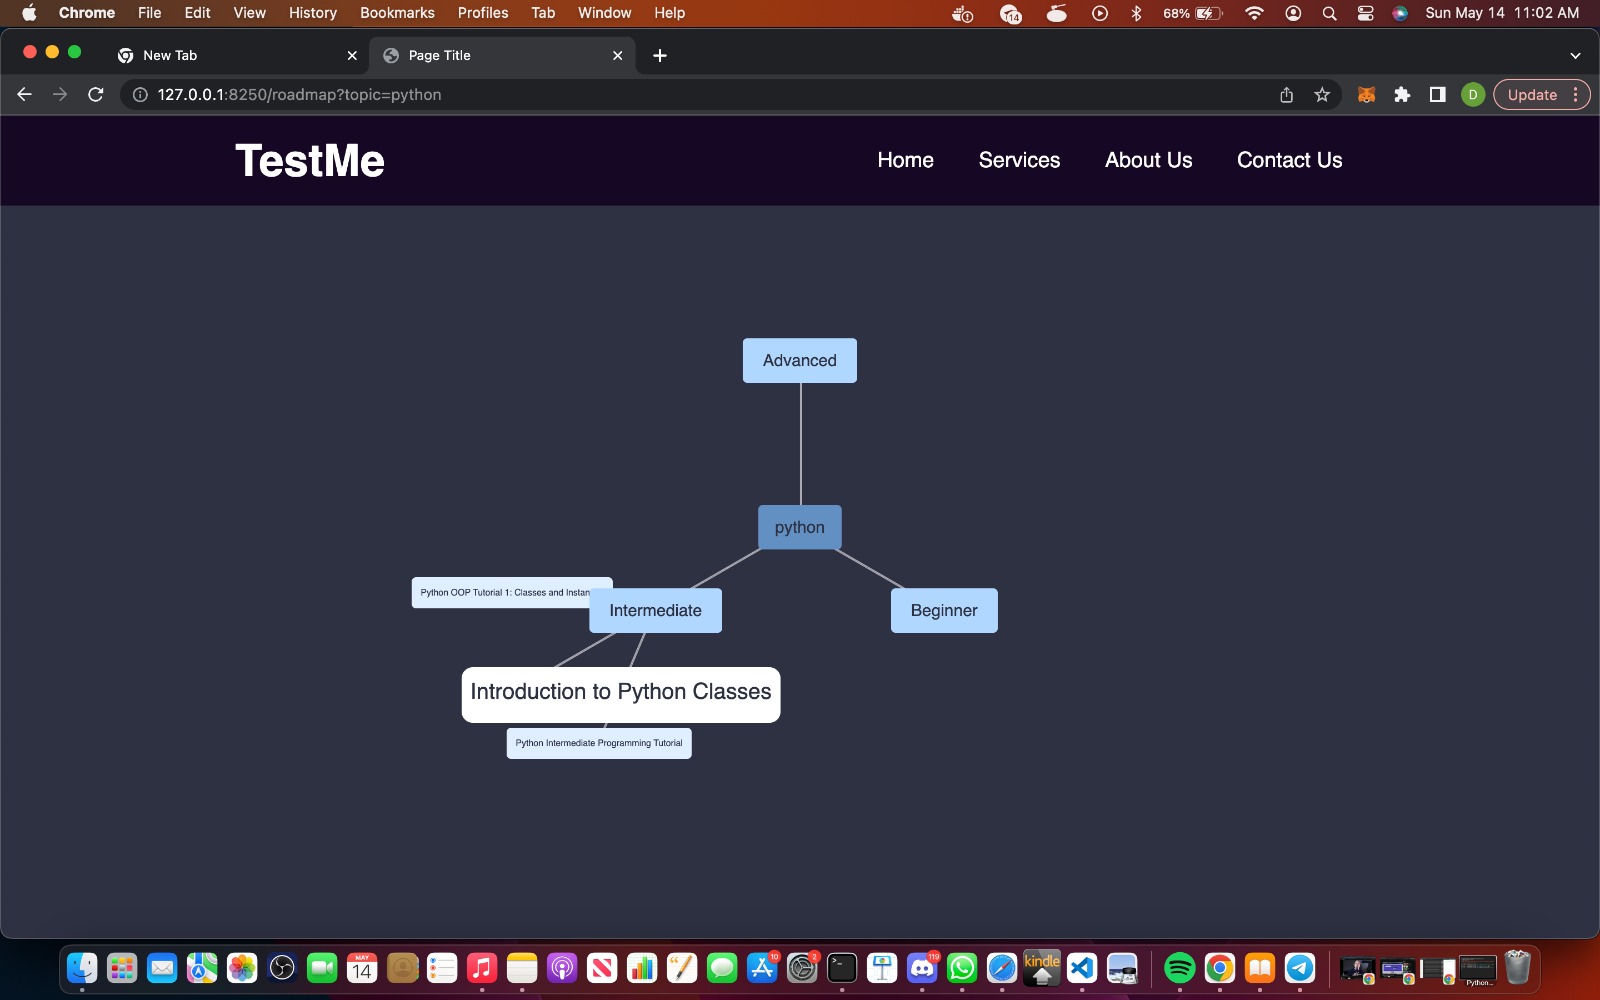 Chrome File Edit View History Bookmarks Profiles Tab Window Help 14 68% Sun May 14 11:02 AM
New Tab Page Title
127.0.0.1:8250/roadmap?topic=python D Update
TestMe Home Services About Us Contact Us
Advanced
python
Python OOP Tutorial 1: Classes and Instan
Intermediate
Beginner
Introduction to Python Classes
Python Intermediate Programming Tutorial
MAY
14
10
2
119
kindle
Python...